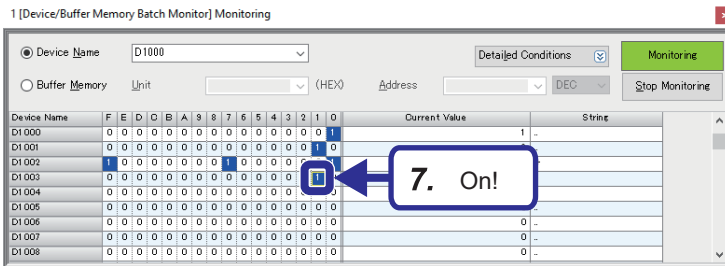 1 [Device/Buffer Memory Batch Monitor] Monitoring
Device Name D1000 Detailed Conditions Monitoring
Buffer Memory Unit (HEX) Address DEC Stop Monitoring
Device Name F E D C B A 9 8 7 6 5 4 3 2 1 0 Current Value String
D1000 0 0 0 0 0 0 0 0 0 0 0 0 0 0 0 1 1 ..
D1001 0 0 0 0 0 0 0 0 0 0 0 0 0 0 1 0
D1002 1 0 0 0 0 0 0 0 1 0 0 0 0 0
D1003 0 0 0 0 0 0 0 0 0 0 0 0 0 0 1
7. On!
D1004 0 0 0 0 0 0 0 0 0 0 0 0 0 0 0 0
D1005 0 0 0 0 0 0 0 0 0 0 0 0 0 0 0 0
D1006 0 0 0 0 0 0 0 0 0 0 0 0 0 0 0 0 0 ..
D1007 0 0 0 0 0 0 0 0 0 0 0 0 0 0 0 0 0 ..
D1008 0 0 0 0 0 0 0 0 0 0 0 0 0 0 0 0 0 ..